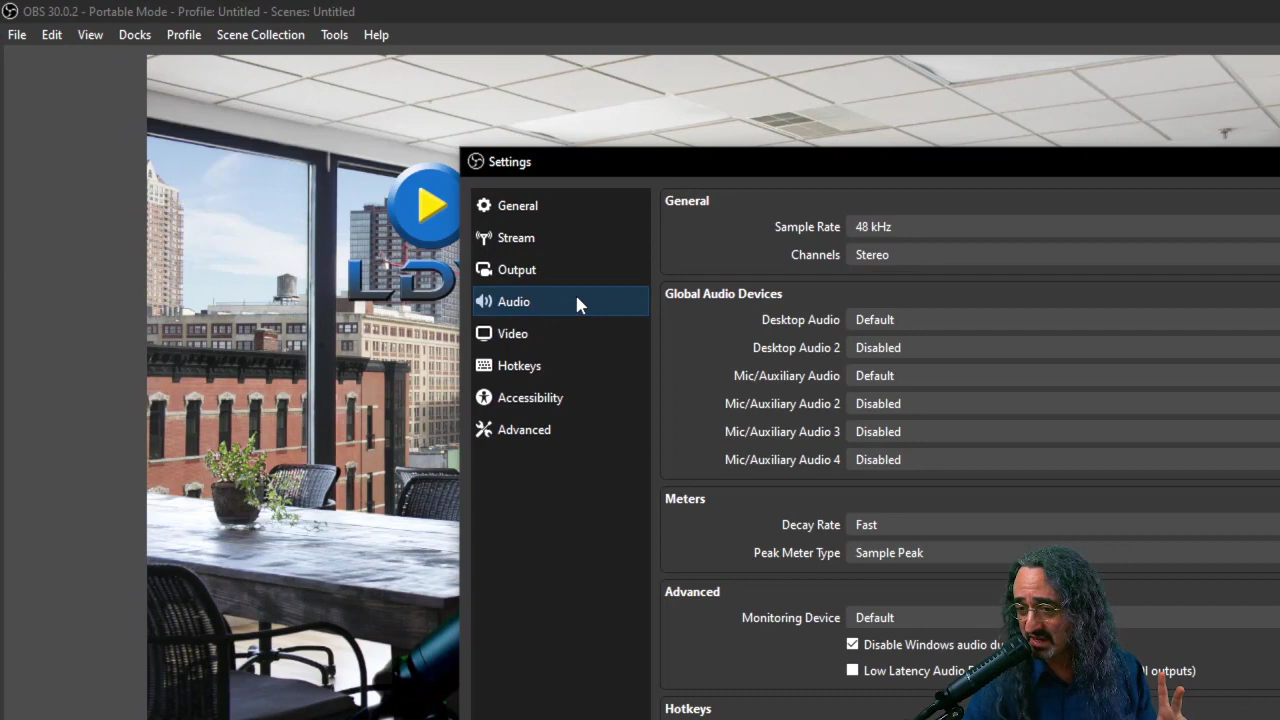 OBS 30.0.2 - Portable Mode - Profile: Untitled - Scenes: Untitled
File Edit View Docks Profile Scene Collection Tools Help
Settings
General
Stream
Output
Audio
Video
Hotkeys
Accessibility
Advanced
General
Sample Rate 48 kHz
Channels Stereo
Global Audio Devices
Desktop Audio Default
Desktop Audio 2 Disabled
Mic/Auxiliary Audio Default
Mic/Auxiliary Audio 2 Disabled
Mic/Auxiliary Audio 3 Disabled
Mic/Auxiliary Audio 4 Disabled
Meters
Decay Rate Fast
Peak Meter Type Sample Peak
Advanced
Monitoring Device Default
Disable Windows audio
Low Latency Audio outputs)
Hotkeys